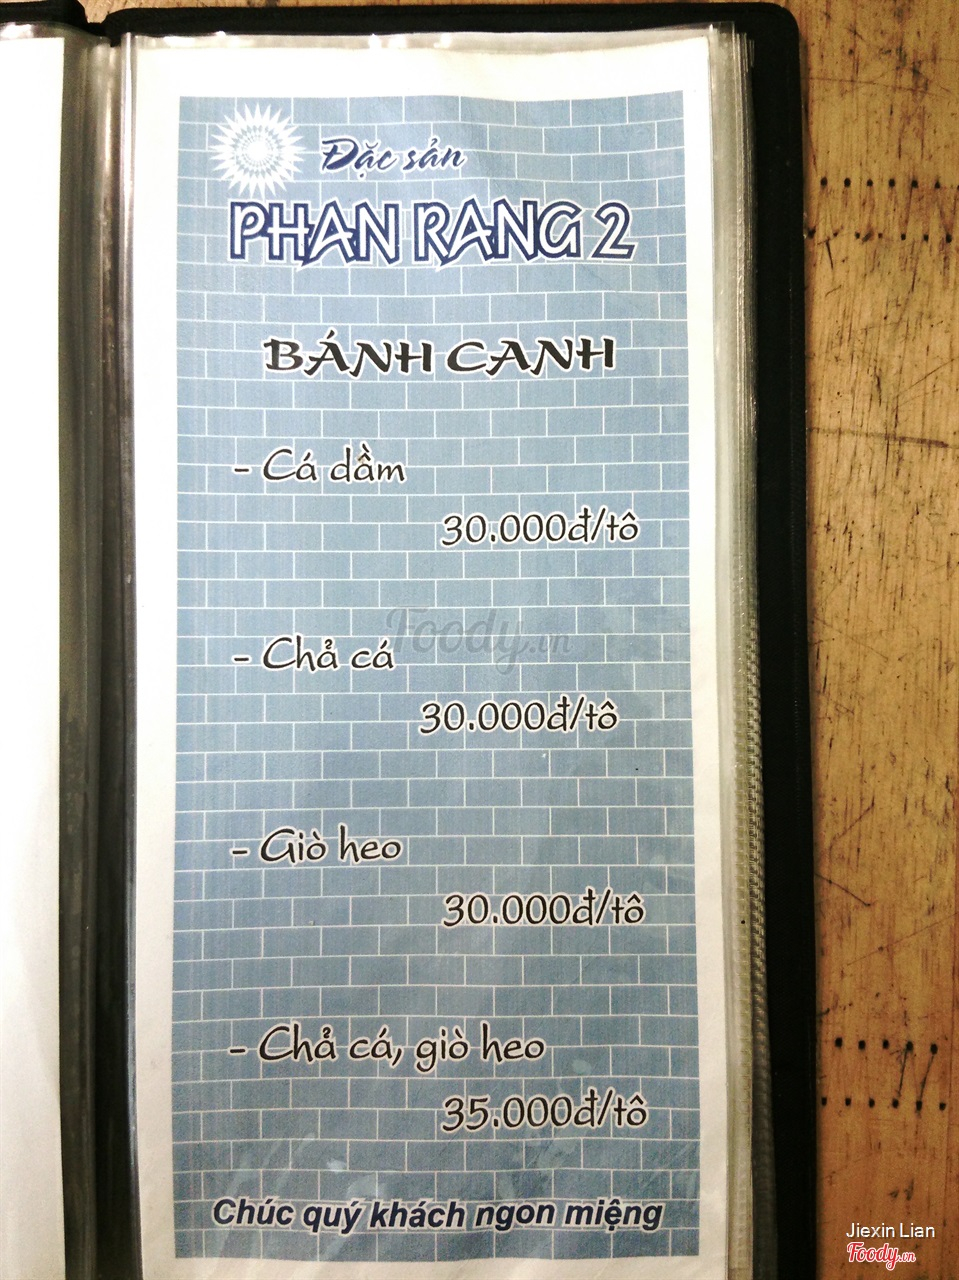 Đặc sản
PHAN RANG 2
BÁNH CANH
- Cá dầm
30.000đ/tô
Foody.vn
- Chả cá
30.000đ/tô
- Giò heo
30.000đ/tô
- Chả cá, giò heo
35.000đ/tô
Chúc quý khách ngon miệng
Jiexin Lian
Foody.vn